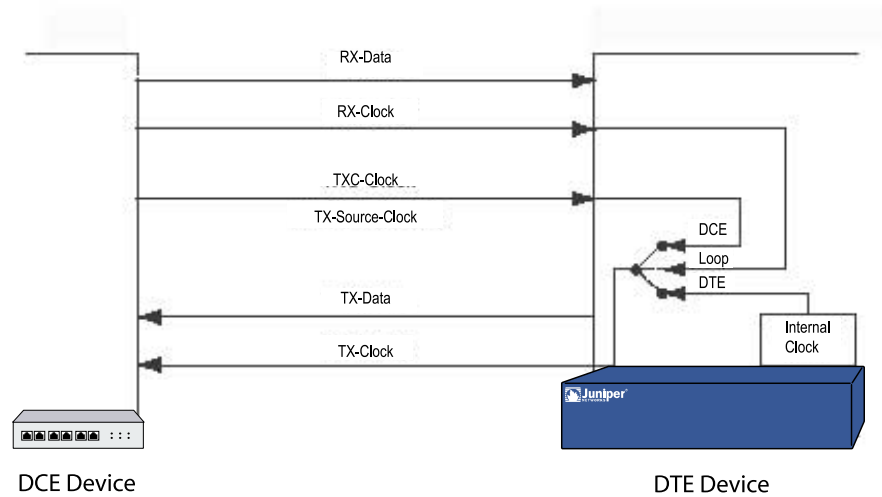 RX-Data
RX-Clock
TXC-Clock
TX-Source-Clock
DCE
Loop
DTE
TX-Data
TX-Clock
Internal
Clock
Juniper
NETWORKS
DCE Device
DTE Device